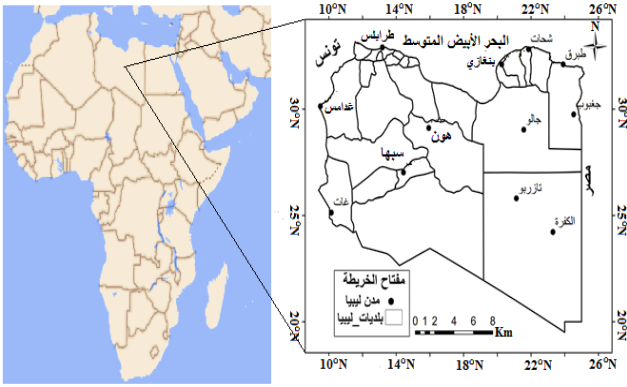 10°N 14°N 18°N 22°N 26°N
N
البحر الأبيض المتوسط
تونس
طرابلس
شحات
طبرق
بنغازي
جغبوب
غدامس
جالو
هون
سبها
مصر
تازربو
غات
الكفرة
30°N
25°N
20°N
30°N
25°N
20°N
مفتاح الخريطة
مدن ليبيا
بلديات_ليبيا
0 1 2 4 6 8
Km
10°N 14°N 18°N 22°N 26°N